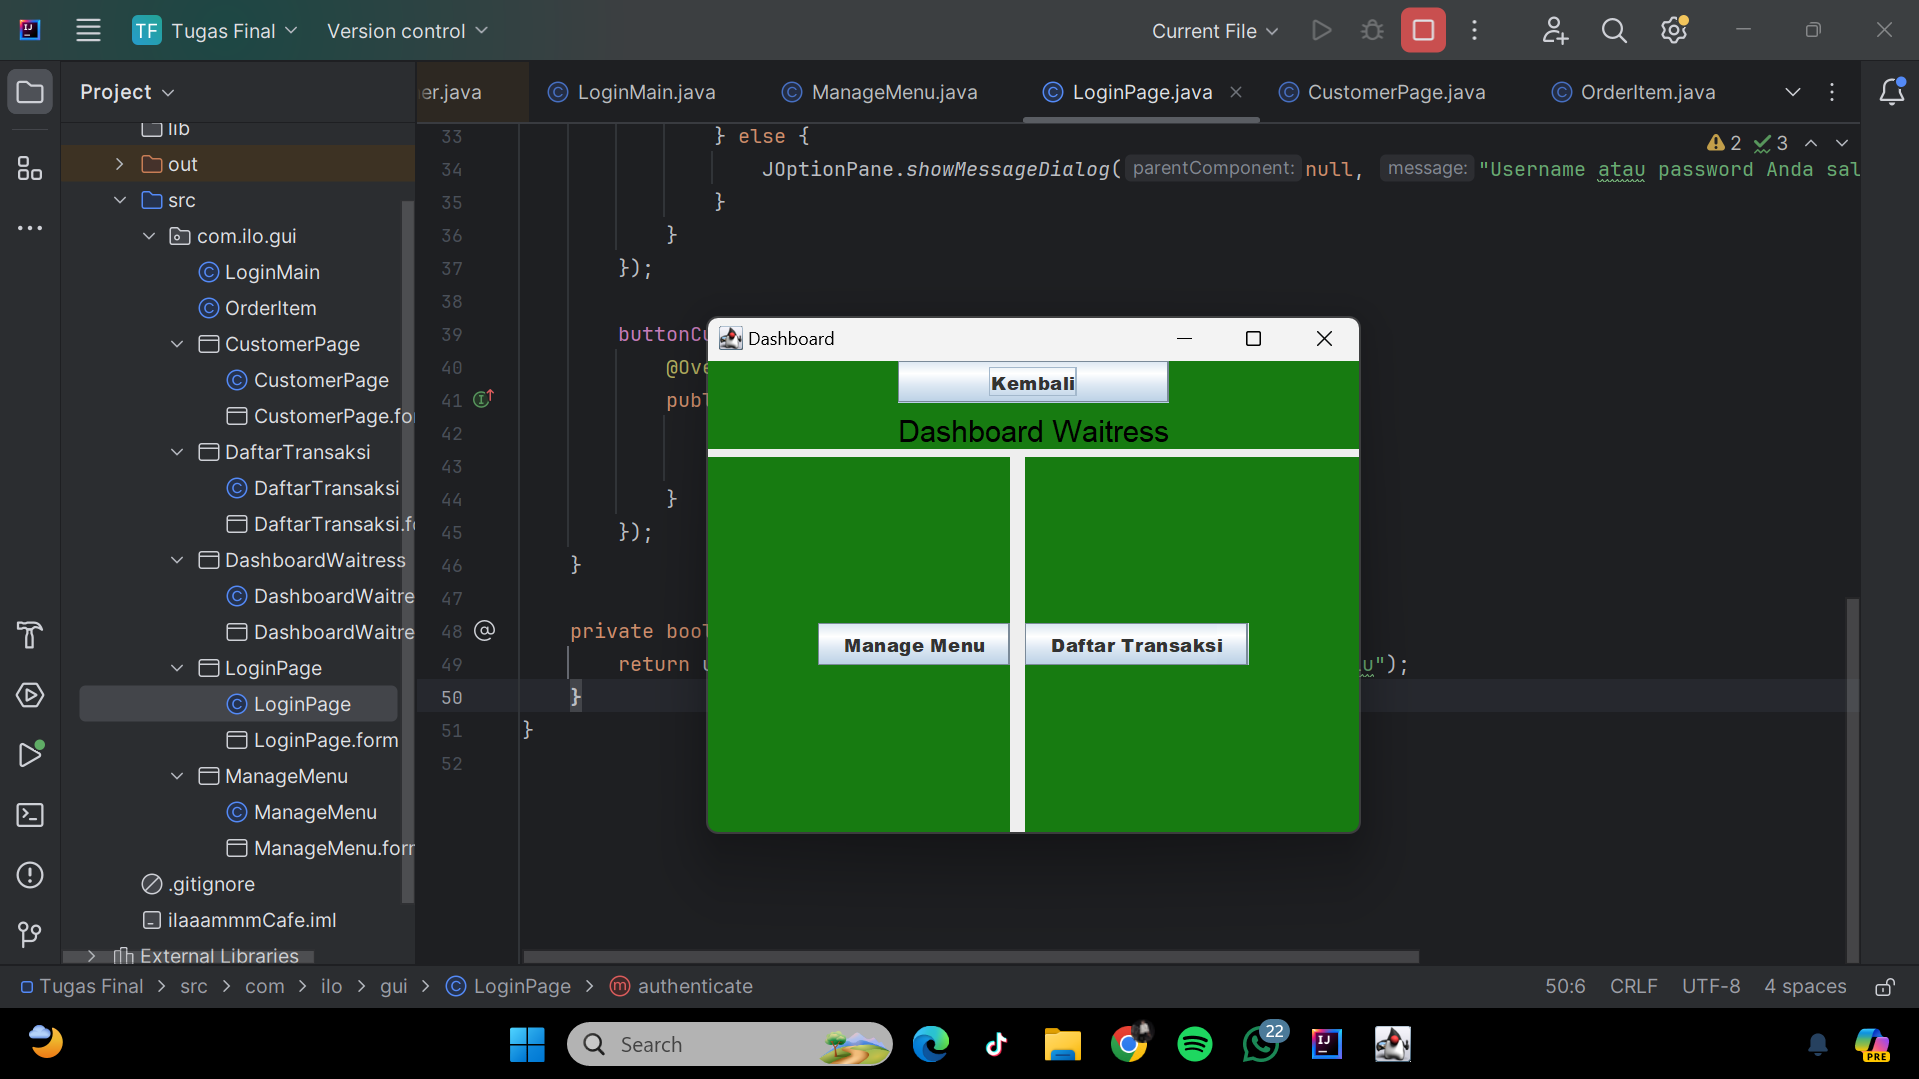 TF Tugas Final
Version control
Current File
Project
er.java
LoginMain.java
ManageMenu.java
LoginPage.java
CustomerPage.java
OrderItem.java
lib
out
src
com.ilo.gui
LoginMain
OrderItem
CustomerPage
CustomerPage
CustomerPage.fo
DaftarTransaksi
DaftarTransaksi
DaftarTransaksi.f
DashboardWaitress
DashboardWaitre
DashboardWaitre
LoginPage
LoginPage
LoginPage.form
ManageMenu
ManageMenu
ManageMenu.for
.gitignore
ilaaammmCafe.iml
External Libraries
2 3
33 } else {
34 JOptionPane.showMessageDialog( parentComponent: null, message: "Username atau password Anda sal
35 }
36 }
37 });
38
39 buttonCu
40 @Ove
41 publ
42
43
44 }
45 });
46 }
47
48 private bool
49 return u u");
50 }
51 }
52
Dashboard
Kembali
Dashboard Waitress
Manage Menu
Daftar Transaksi
Tugas Final > src > com > ilo > gui > LoginPage > authenticate
50:6 CRLF UTF-8 4 spaces
Search
22
IJ
PRE